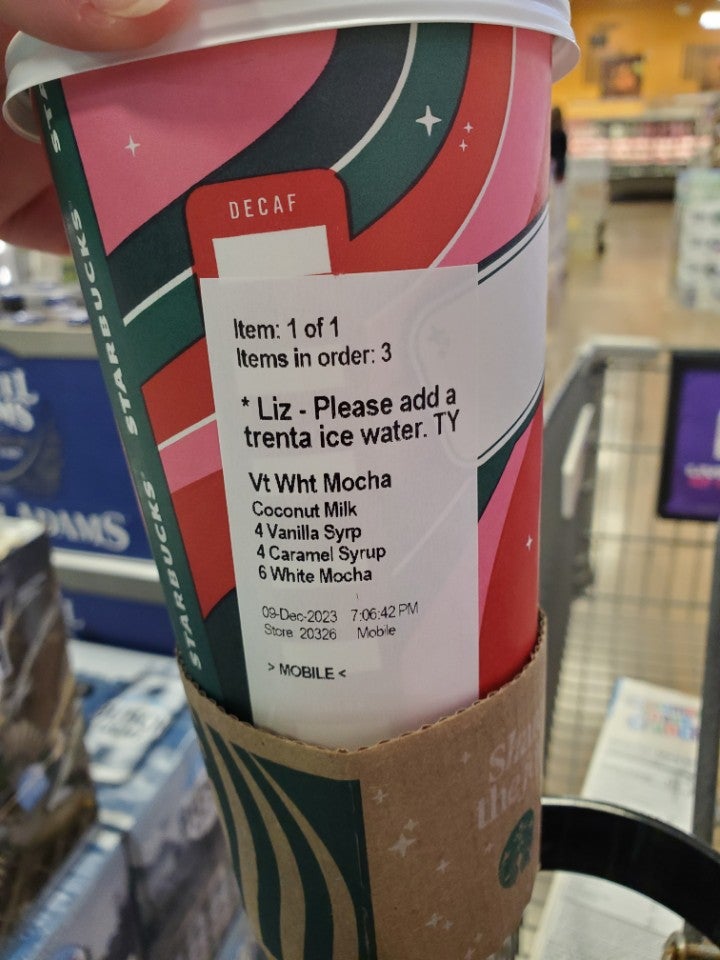 DECAF
Item: 1 of 1
Items in order: 3
* Liz - Please add a
trenta ice water. TY
Vt Wht Mocha
Coconut Milk
4 Vanilla Syrp
4 Caramel Syrup
6 White Mocha
09-Dec-2023 7:06:42 PM
Store 20326 Mobile
> MOBILE <
STARBUCKS
STARBUCKS
STARBUCKS
ADAMS